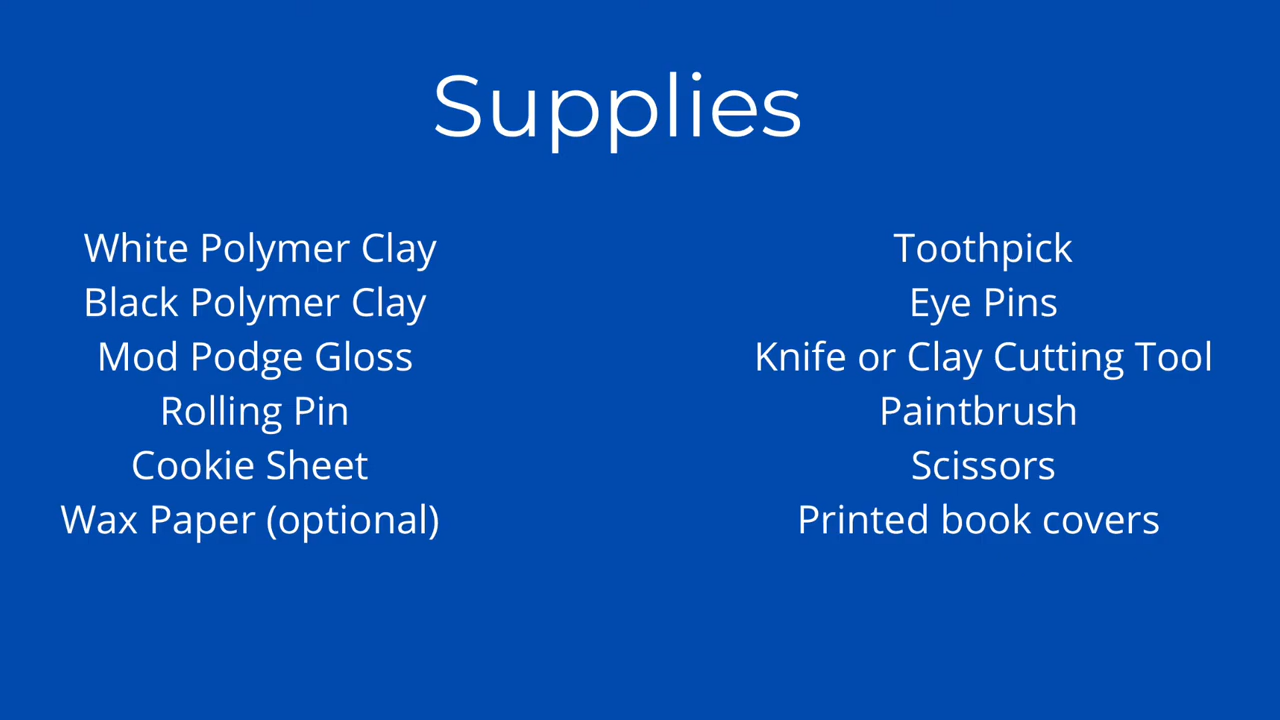 Supplies
White Polymer Clay
Black Polymer Clay
Mod Podge Gloss
Rolling Pin
Cookie Sheet
Wax Paper (optional)
Toothpick
Eye Pins
Knife or Clay Cutting Tool
Paintbrush
Scissors
Printed book covers